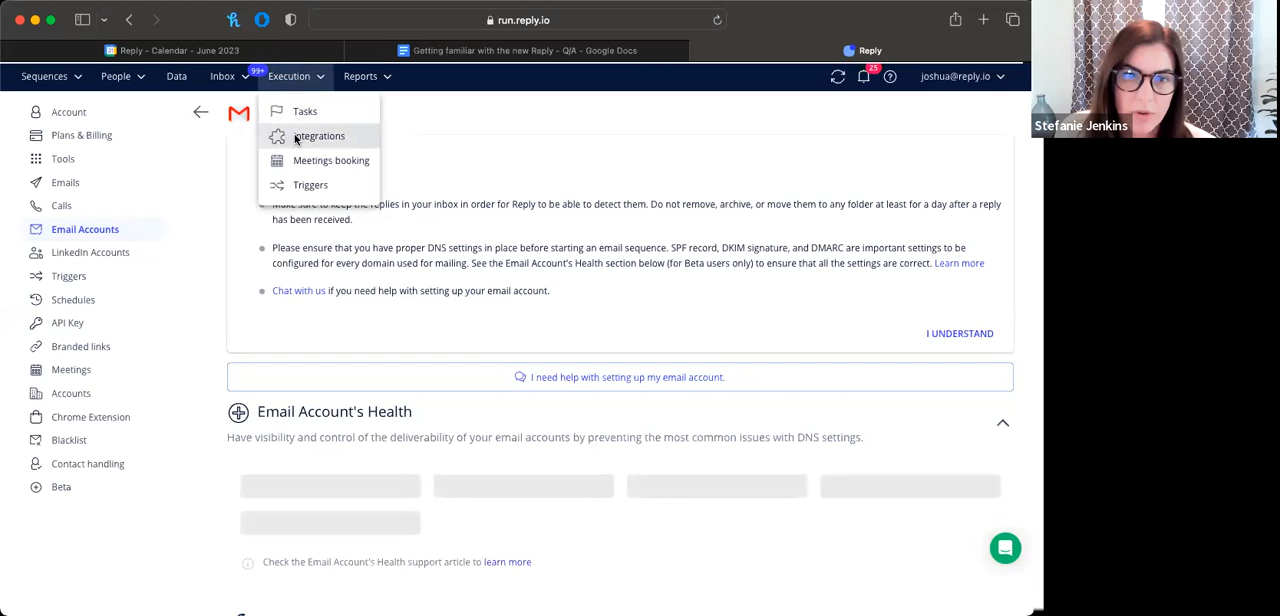 run.reply.io
Reply - Calendar - June 2023
Getting familiar with the new Reply - Q/A - Google Docs
Reply
Sequences
People
Data
Inbox
99+
Execution
Reports
25
joshua@reply.io
Stefanie Jenkins
Account
Plans & Billing
Tools
Emails
Calls
Email Accounts
LinkedIn Accounts
Triggers
Schedules
API Key
Branded links
Meetings
Accounts
Chrome Extension
Blacklist
Contact handling
Beta
Tasks
Integrations
Meetings booking
Triggers
Make sure to keep the replies in your inbox in order for Reply to be able to detect them. Do not remove, archive, or move them to any folder at least for a day after a reply
has been received.
Please ensure that you have proper DNS settings in place before starting an email sequence. SPF record, DKIM signature, and DMARC are important settings to be
configured for every domain used for mailing. See the Email Account's Health section below (for Beta users only) to ensure that all the settings are correct. Learn more
Chat with us if you need help with setting up your email account.
I UNDERSTAND
I need help with setting up my email account.
Email Account's Health
Have visibility and control of the deliverability of your email accounts by preventing the most common issues with DNS settings.
Check the Email Account's Health support article to learn more